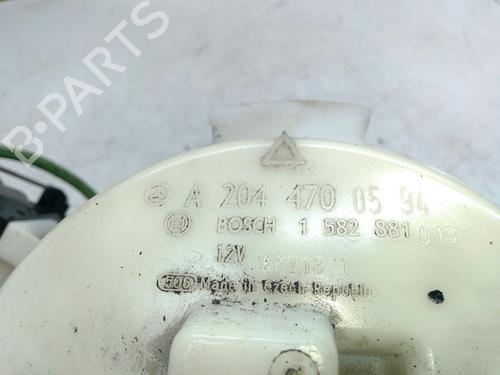 B-PARTS
A 204 470 05 94
BOSCH 1 582 881 013
12V
Made in Czech Republic